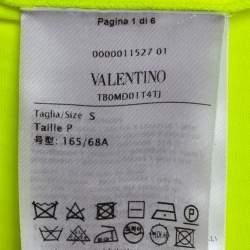 Pagina 1 di 6
0000011527 01
VALENTINO
TB0MD01T4TJ
Taglia/Size S
Taille P
号型: 165/68A